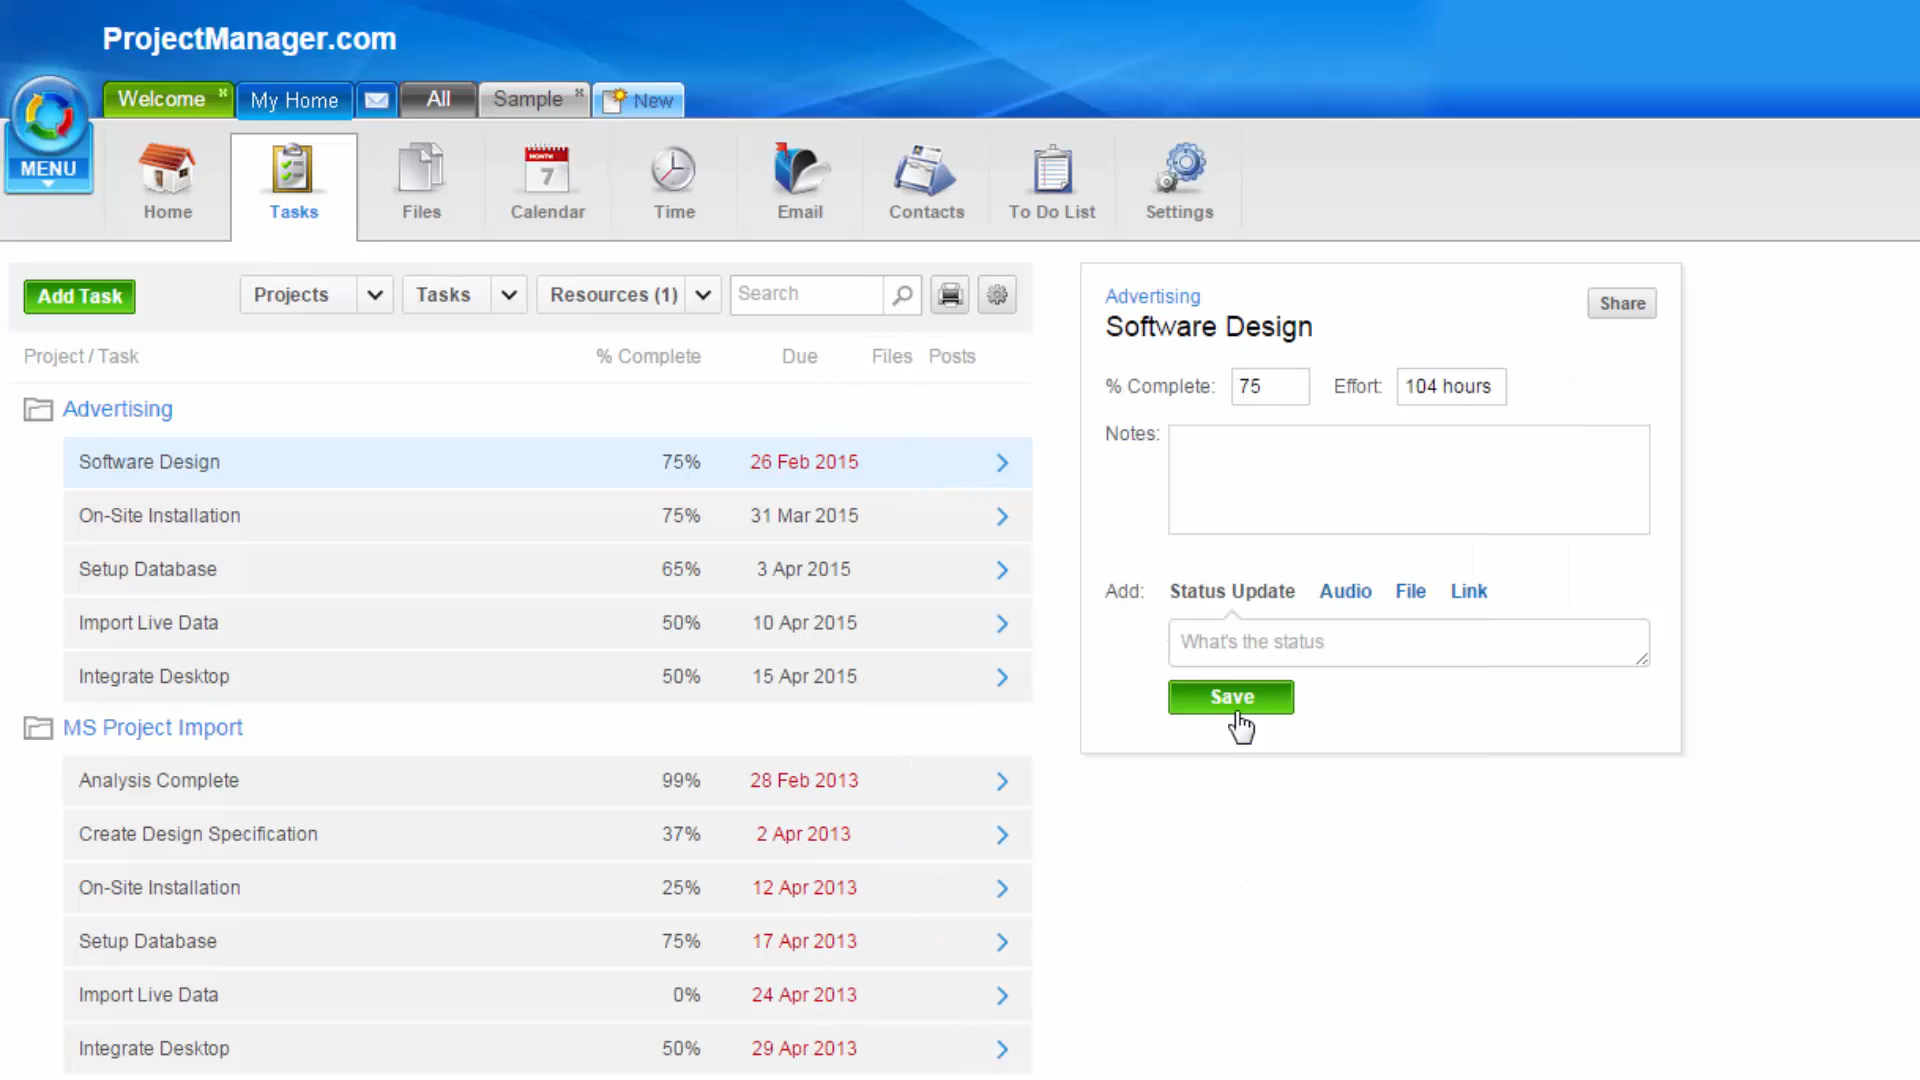 ProjectManager.com
Welcome x My Home All Sample x New
MENU
Home Tasks Files MONTH 7 Calendar Time Email Contacts To Do List Settings
Add Task Projects Tasks Resources (1) Search
Project / Task % Complete Due Files Posts
Advertising
Software Design 75% 26 Feb 2015
On-Site Installation 75% 31 Mar 2015
Setup Database 65% 3 Apr 2015
Import Live Data 50% 10 Apr 2015
Integrate Desktop 50% 15 Apr 2015
MS Project Import
Analysis Complete 99% 28 Feb 2013
Create Design Specification 37% 2 Apr 2013
On-Site Installation 25% 12 Apr 2013
Setup Database 75% 17 Apr 2013
Import Live Data 0% 24 Apr 2013
Integrate Desktop 50% 29 Apr 2013
Advertising
Share
Software Design
% Complete: 75 Effort: 104 hours
Notes:
Add: Status Update Audio File Link
What's the status
Save